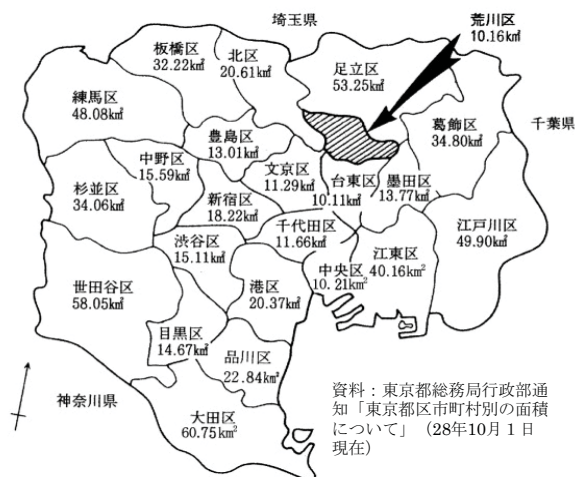 埼玉県
荒川区
10.16k㎡
板橋区
32.22k㎡
北区
20.61k㎡
足立区
53.25k㎡
練馬区
48.08k㎡
豊島区
13.01k㎡
葛飾区
34.80k㎡
千葉県
中野区
15.59k㎡
文京区
11.29k㎡
台東区
10.11k㎡
墨田区
13.77k㎡
杉並区
34.06k㎡
新宿区
18.22k㎡
千代田区
11.66k㎡
江戸川区
49.90k㎡
渋谷区
15.11k㎡
江東区
40.16km²
中央区
10.21km²
世田谷区
58.05k㎡
港区
20.37k㎡
目黒区
14.67k㎡
品川区
22.84km²
神奈川県
大田区
60.75km²
資料：東京都総務局行政部通
知「東京都区市町村別の面積
について」（28年10月１日
現在）